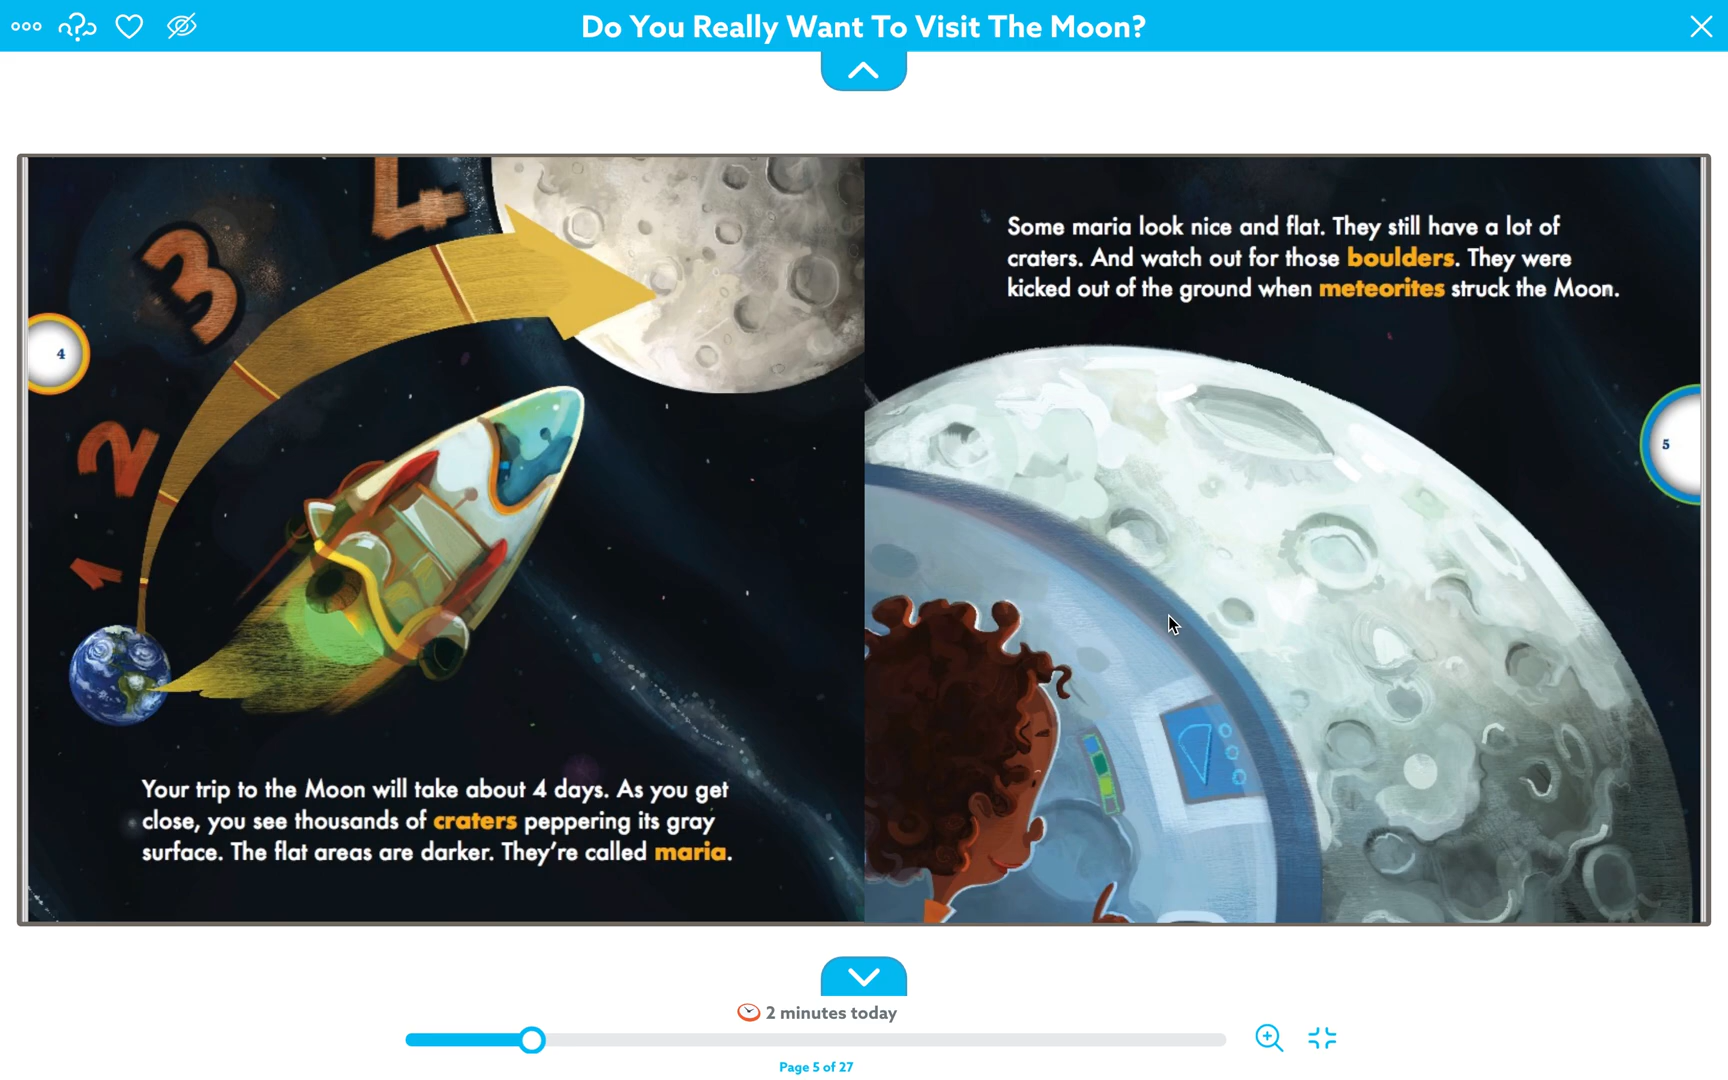 Do You Really Want To Visit The Moon?
4
3
2
1
4
Your trip to the Moon will take about 4 days. As you get
close, you see thousands of craters peppering its gray
surface. The flat areas are darker. They're called maria.
Some maria look nice and flat. They still have a lot of
craters. And watch out for those boulders. They were
kicked out of the ground when meteorites struck the Moon.
5
2 minutes today
Page 5 of 27